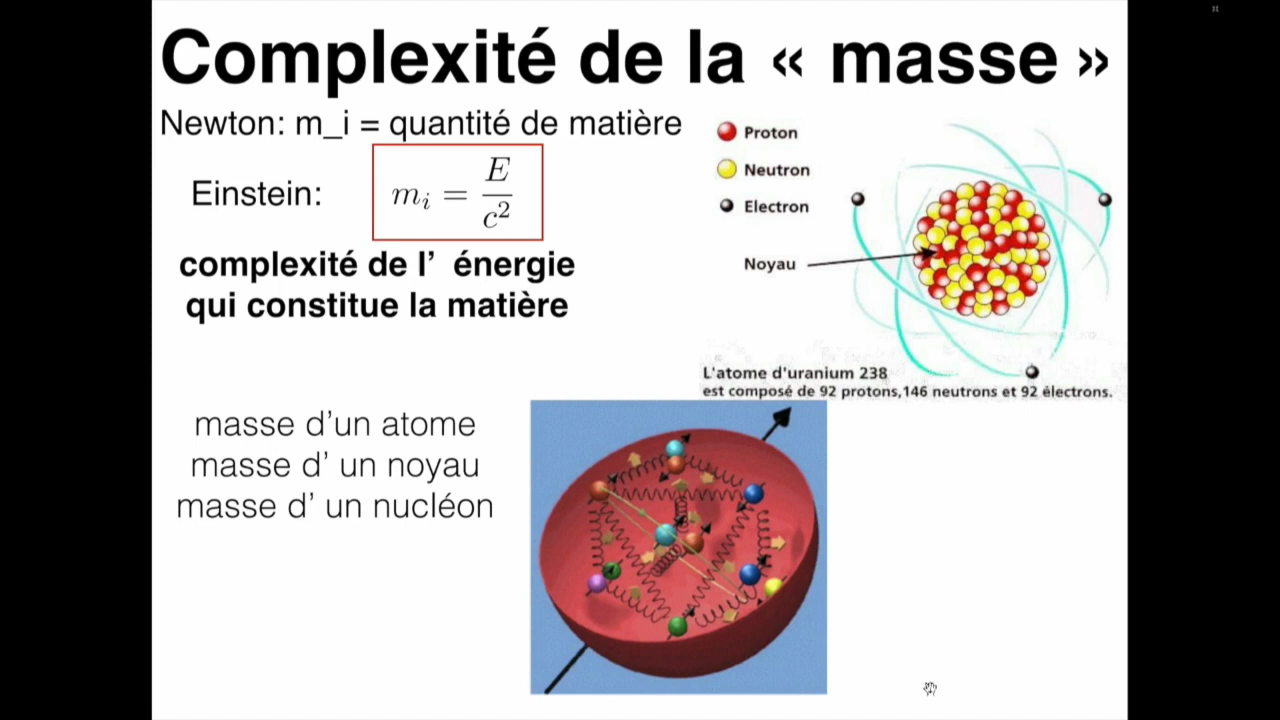 Complexité de la « masse »
Newton: m_i = quantité de matière
Einstein:
m_i = E/c²
complexité de l’ énergie
qui constitue la matière
Proton
Neutron
Electron
Noyau
L'atome d'uranium 238
est composé de 92 protons,146 neutrons et 92 électrons.
masse d’un atome
masse d’ un noyau
masse d’ un nucléon